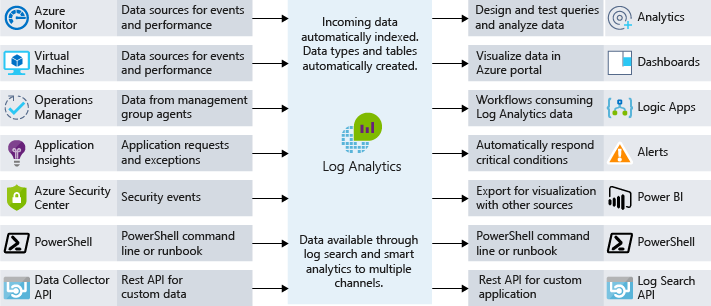 Azure
Monitor
Data sources for events
and performance
Virtual
Machines
Data sources for events
and performance
Operations
Manager
Data from management
group agents
Application
Insights
Application requests
and exceptions
Azure Security
Center
Security events
PowerShell
PowerShell command
line or runbook
Data Collector
API
Rest API for
custom data
Incoming data
automatically indexed.
Data types and tables
automatically created.
Log Analytics
Data available through
log search and smart
analytics to multiple
channels.
Design and test queries
and analyze data
Analytics
Visualize data in
Azure portal
Dashboards
Workflows consuming
Log Analytics data
Logic Apps
Automatically respond
critical conditions
Alerts
Export for visualization
with other sources
Power BI
PowerShell command
line or runbook
PowerShell
Rest API for custom
application
Log Search
API